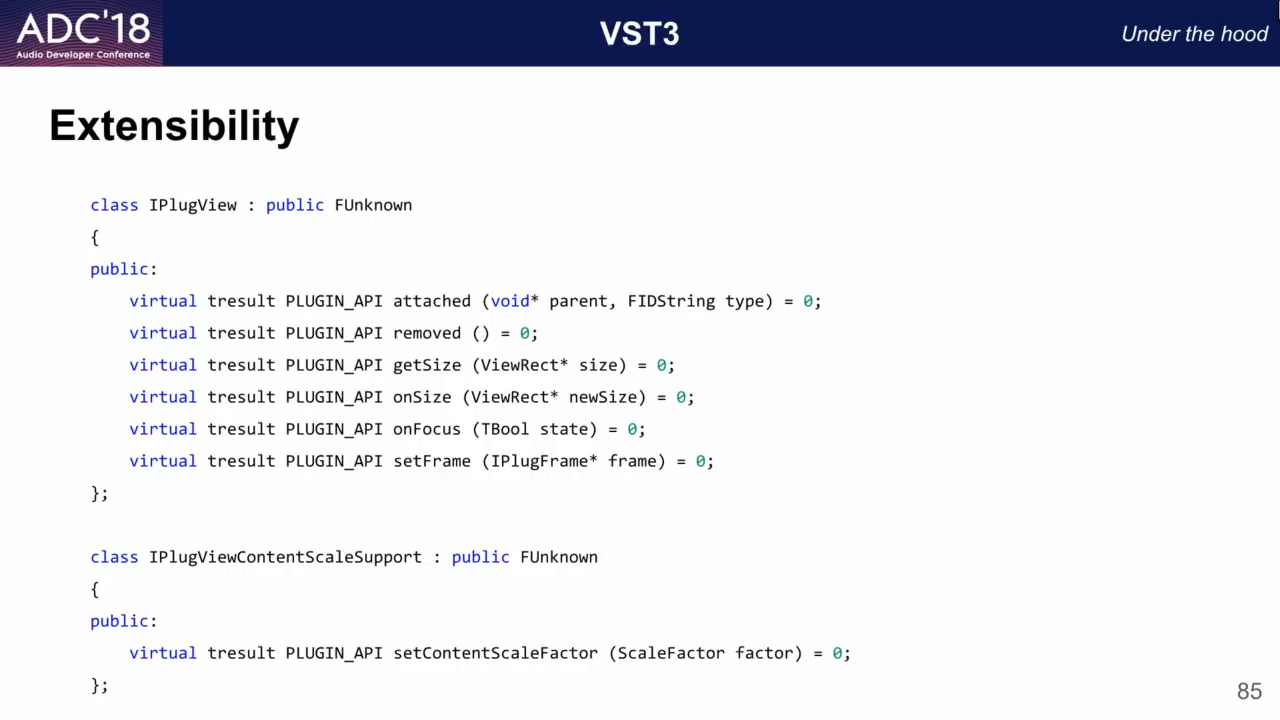 ADC'18
Audio Developer Conference
VST3
Under the hood
Extensibility
class IPlugView : public FUnknown
{
public:
    virtual tresult PLUGIN_API attached (void* parent, FIDString type) = 0;
    virtual tresult PLUGIN_API removed () = 0;
    virtual tresult PLUGIN_API getSize (ViewRect* size) = 0;
    virtual tresult PLUGIN_API onSize (ViewRect* newSize) = 0;
    virtual tresult PLUGIN_API onFocus (TBool state) = 0;
    virtual tresult PLUGIN_API setFrame (IPlugFrame* frame) = 0;
};
class IPlugViewContentScaleSupport : public FUnknown
{
public:
    virtual tresult PLUGIN_API setContentScaleFactor (ScaleFactor factor) = 0;
};
85